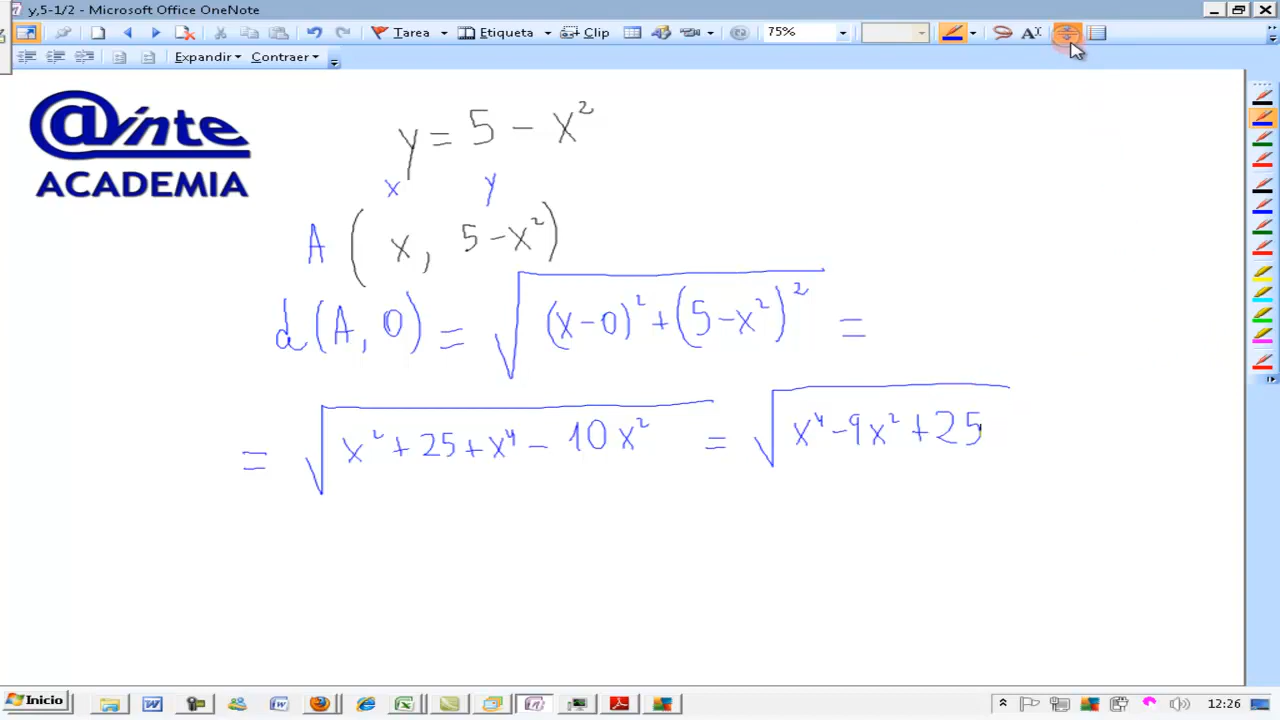 y,5-1/2 - Microsoft Office OneNote
Tarea Etiqueta Clip 75%
Expandir Contraer
@inte
ACADEMIA
y = 5 - x²
x y
A ( x, 5-x² )
d(A, 0) = √((x-0)² + (5-x²)²) =
= √(x² + 25 + x⁴ - 10x²) = √(x⁴ - 9x² + 25
Inicio 12:26